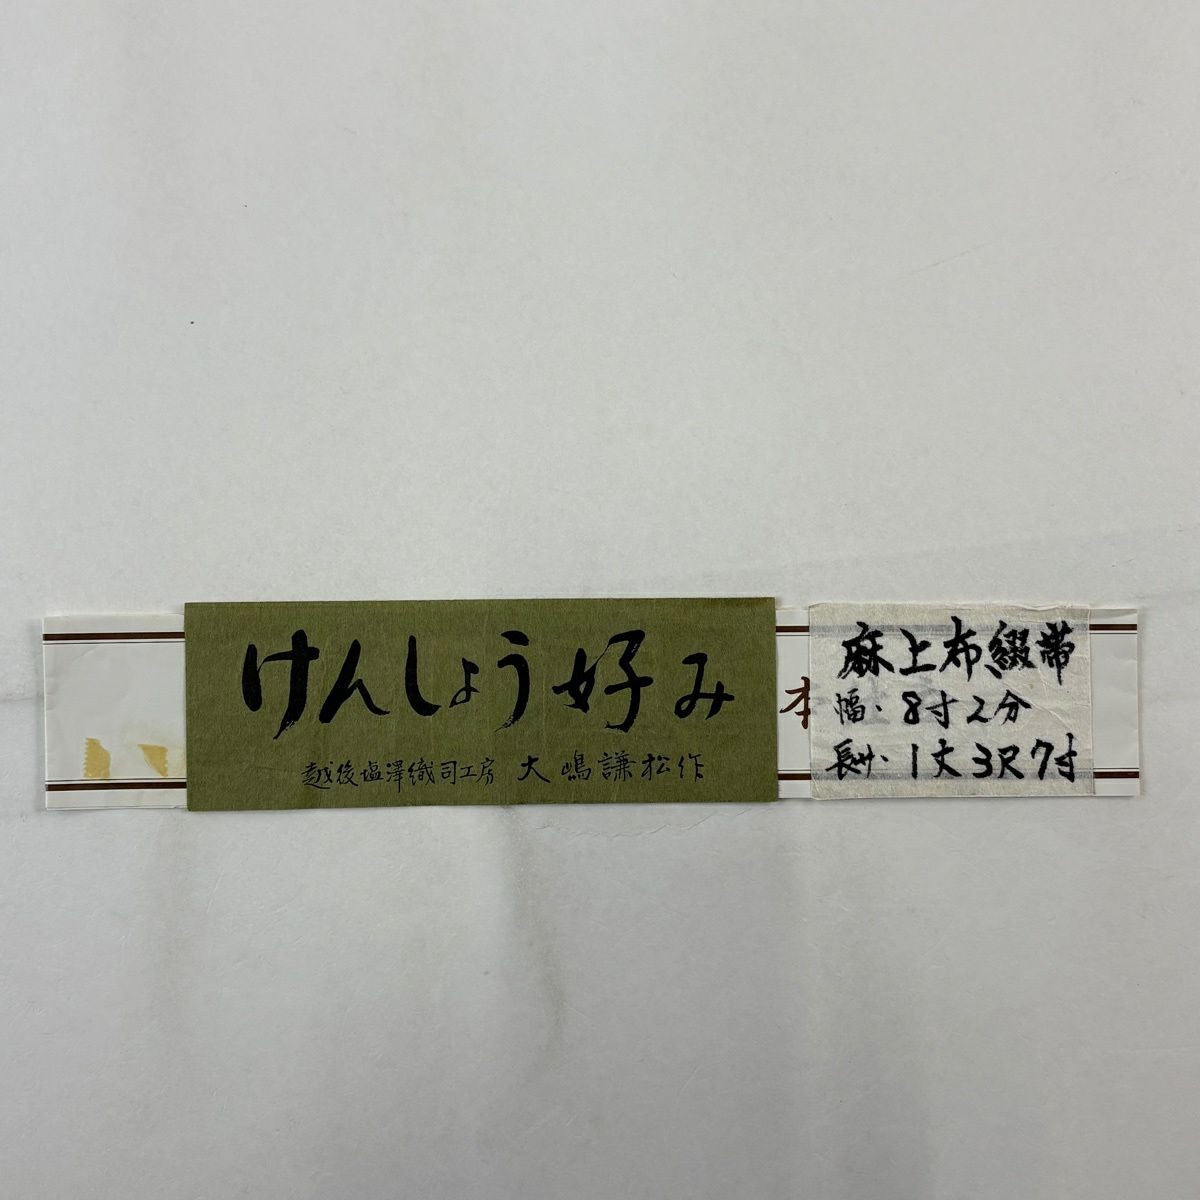 けんしょう好み
越後塩澤織司工房 大嶋謙松作
本
麻上布綴帯
幅・8寸2分
長サ・1丈3尺7寸